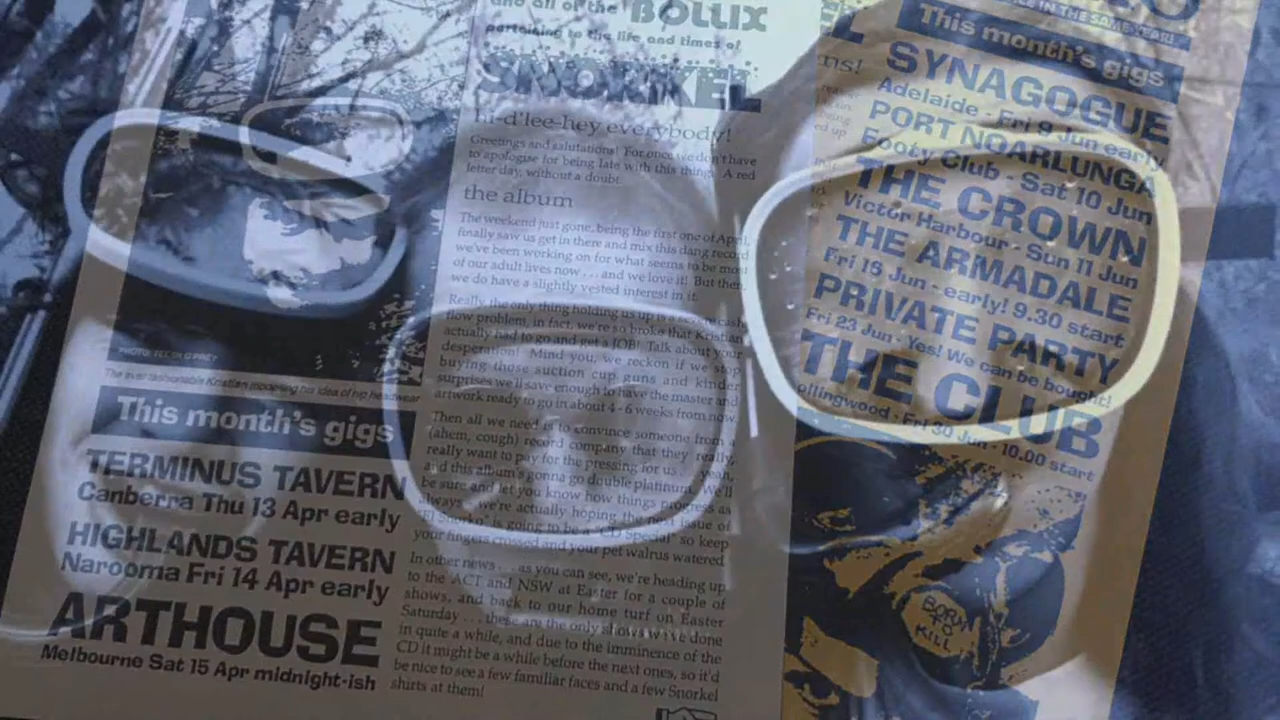 PHOTO:
The ever fashionable Kristian modelling his idea of hip headwear
This month's gigs
TERMINUS TAVERN
Canberra Thu 13 Apr early
HIGHLANDS TAVERN
Narooma Fri 14 Apr early
ARTHOUSE
Melbourne Sat 15 Apr midnight-ish
and all of the BOLLIX
pertaining to the life and times of
SNORKEL
hi-d'lee-hey everybody!
Greetings and salutations! For once we don't have
to apologise for being late with this thing! A red
letter day, without a doubt.
the album
The weekend just gone, being the first one of April,
finally saw us get in there and mix this dang record
we've been working on for what seems to be most
of our adult lives now . . . and we love it! But then,
we do have a slightly vested interest in it.
Really, the only thing holding us up is a cash
flow problem, in fact, we're so broke that Kristian
actually had to go and get a JOB! Talk about your
desperation! Mind you, we reckon if we stop
buying those suction cup guns and kinder
surprises we'll save enough to have the master and
artwork ready to go in about 4 - 6 weeks from now.
Then all we need is to convince someone from a
(ahem, cough) record company that they really,
really want to pay for the pressing for us . . . yeah,
and this album's gonna go double platinum. We'll
be sure and let you know how things progress as
always - we're actually hoping the next issue of
"El Snorko" is going to be a "CD Special" so keep
your fingers crossed and your pet walrus watered.
In other news . . . as you can see, we're heading up
to the ACT and NSW at Easter for a couple of
shows, and back to our home turf on Easter
Saturday . . . these are the only shows we've done
in quite a while, and due to the imminence of the
CD it might be a while before the next ones, so it'd
be nice to see a few familiar faces and a few Snorkel
shirts at them!
ms!
ed up
IN THE SAME YEAR!
This month's gigs
SYNAGOGUE
Adelaide - Fri 9 Jun early
PORT NOARLUNGA
Footy Club - Sat 10 Jun
THE CROWN
Victor Harbour - Sun 11 Jun
THE ARMADALE
Fri 16 Jun - early! 9.30 start
PRIVATE PARTY
Fri 23 Jun - Yes! We can be bought!
THE CLUB
ollingwood - Fri 30 Jun - 10.00 start
BORN
TO
KILL